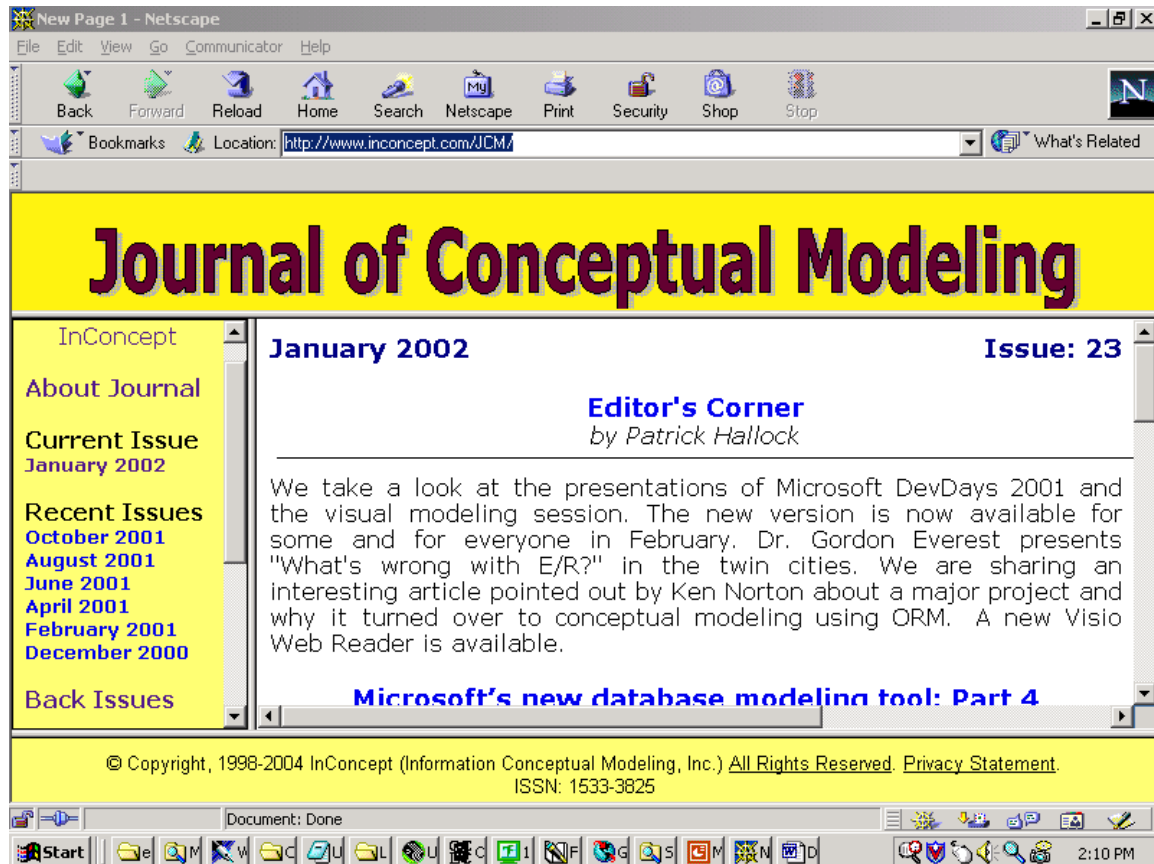 New Page 1 - Netscape
File Edit View Go Communicator Help
My
N
Back Forward Reload Home Search Netscape Print Security Shop Stop
Bookmarks Location: http://www.inconcept.com/JCM/ What's Related
Journal of Conceptual Modeling
InConcept
About Journal
Current Issue
January 2002
Recent Issues
October 2001
August 2001
June 2001
April 2001
February 2001
December 2000
Back Issues
January 2002 Issue: 23
Editor's Corner
by Patrick Hallock
We take a look at the presentations of Microsoft DevDays 2001 and
the visual modeling session. The new version is now available for
some and for everyone in February. Dr. Gordon Everest presents
"What's wrong with E/R?" in the twin cities. We are sharing an
interesting article pointed out by Ken Norton about a major project and
why it turned over to conceptual modeling using ORM. A new Visio
Web Reader is available.
Microsoft's new database modeling tool: Part 4
© Copyright, 1998-2004 InConcept (Information Conceptual Modeling, Inc.) All Rights Reserved. Privacy Statement.
ISSN: 1533-3825
Document: Done
Start e M W C U L U C 1 F G S M N D 2:10 PM